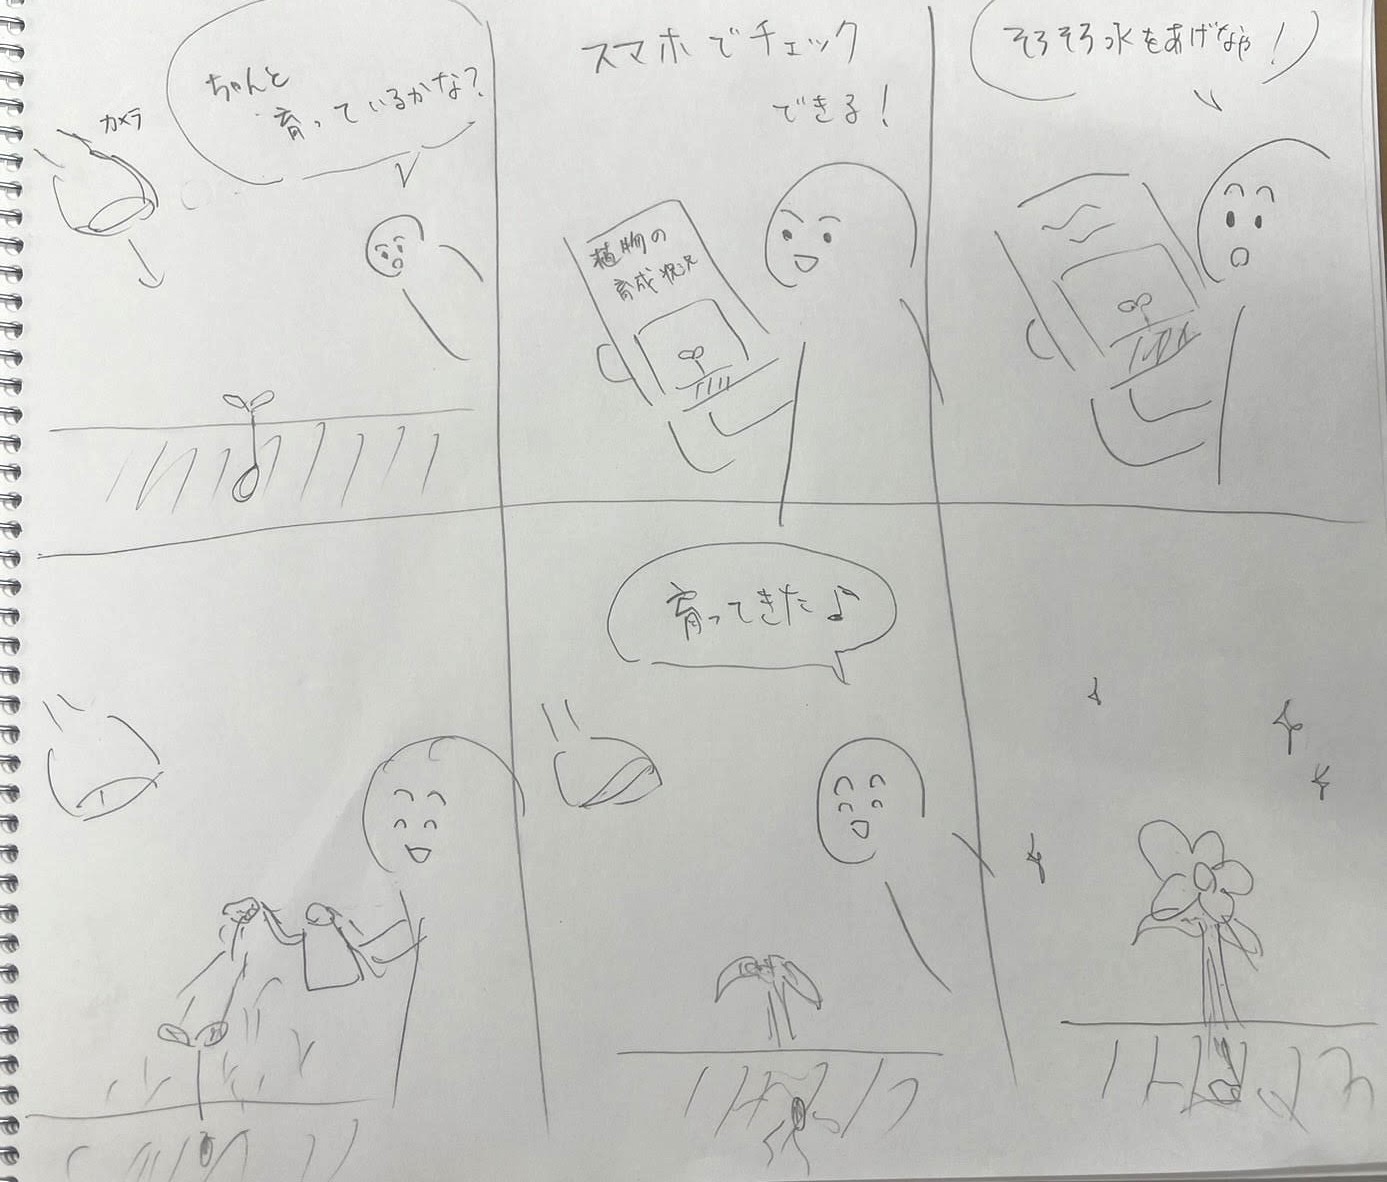 カメラ
ちゃんと
育っているかな?
スマホでチェック
できる!
植物の
育成状況
そろそろ水をあげなや!
育ってきた♪